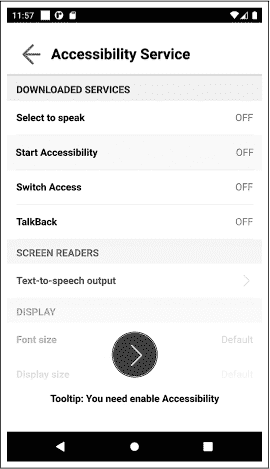 11:57
Accessibility Service
DOWNLOADED SERVICES
Select to speak OFF
Start Accessibility OFF
Switch Access OFF
TalkBack OFF
SCREEN READERS
Text-to-speech output
DISPLAY
Font size Default
Display size Default
Tooltip: You need enable Accessibility